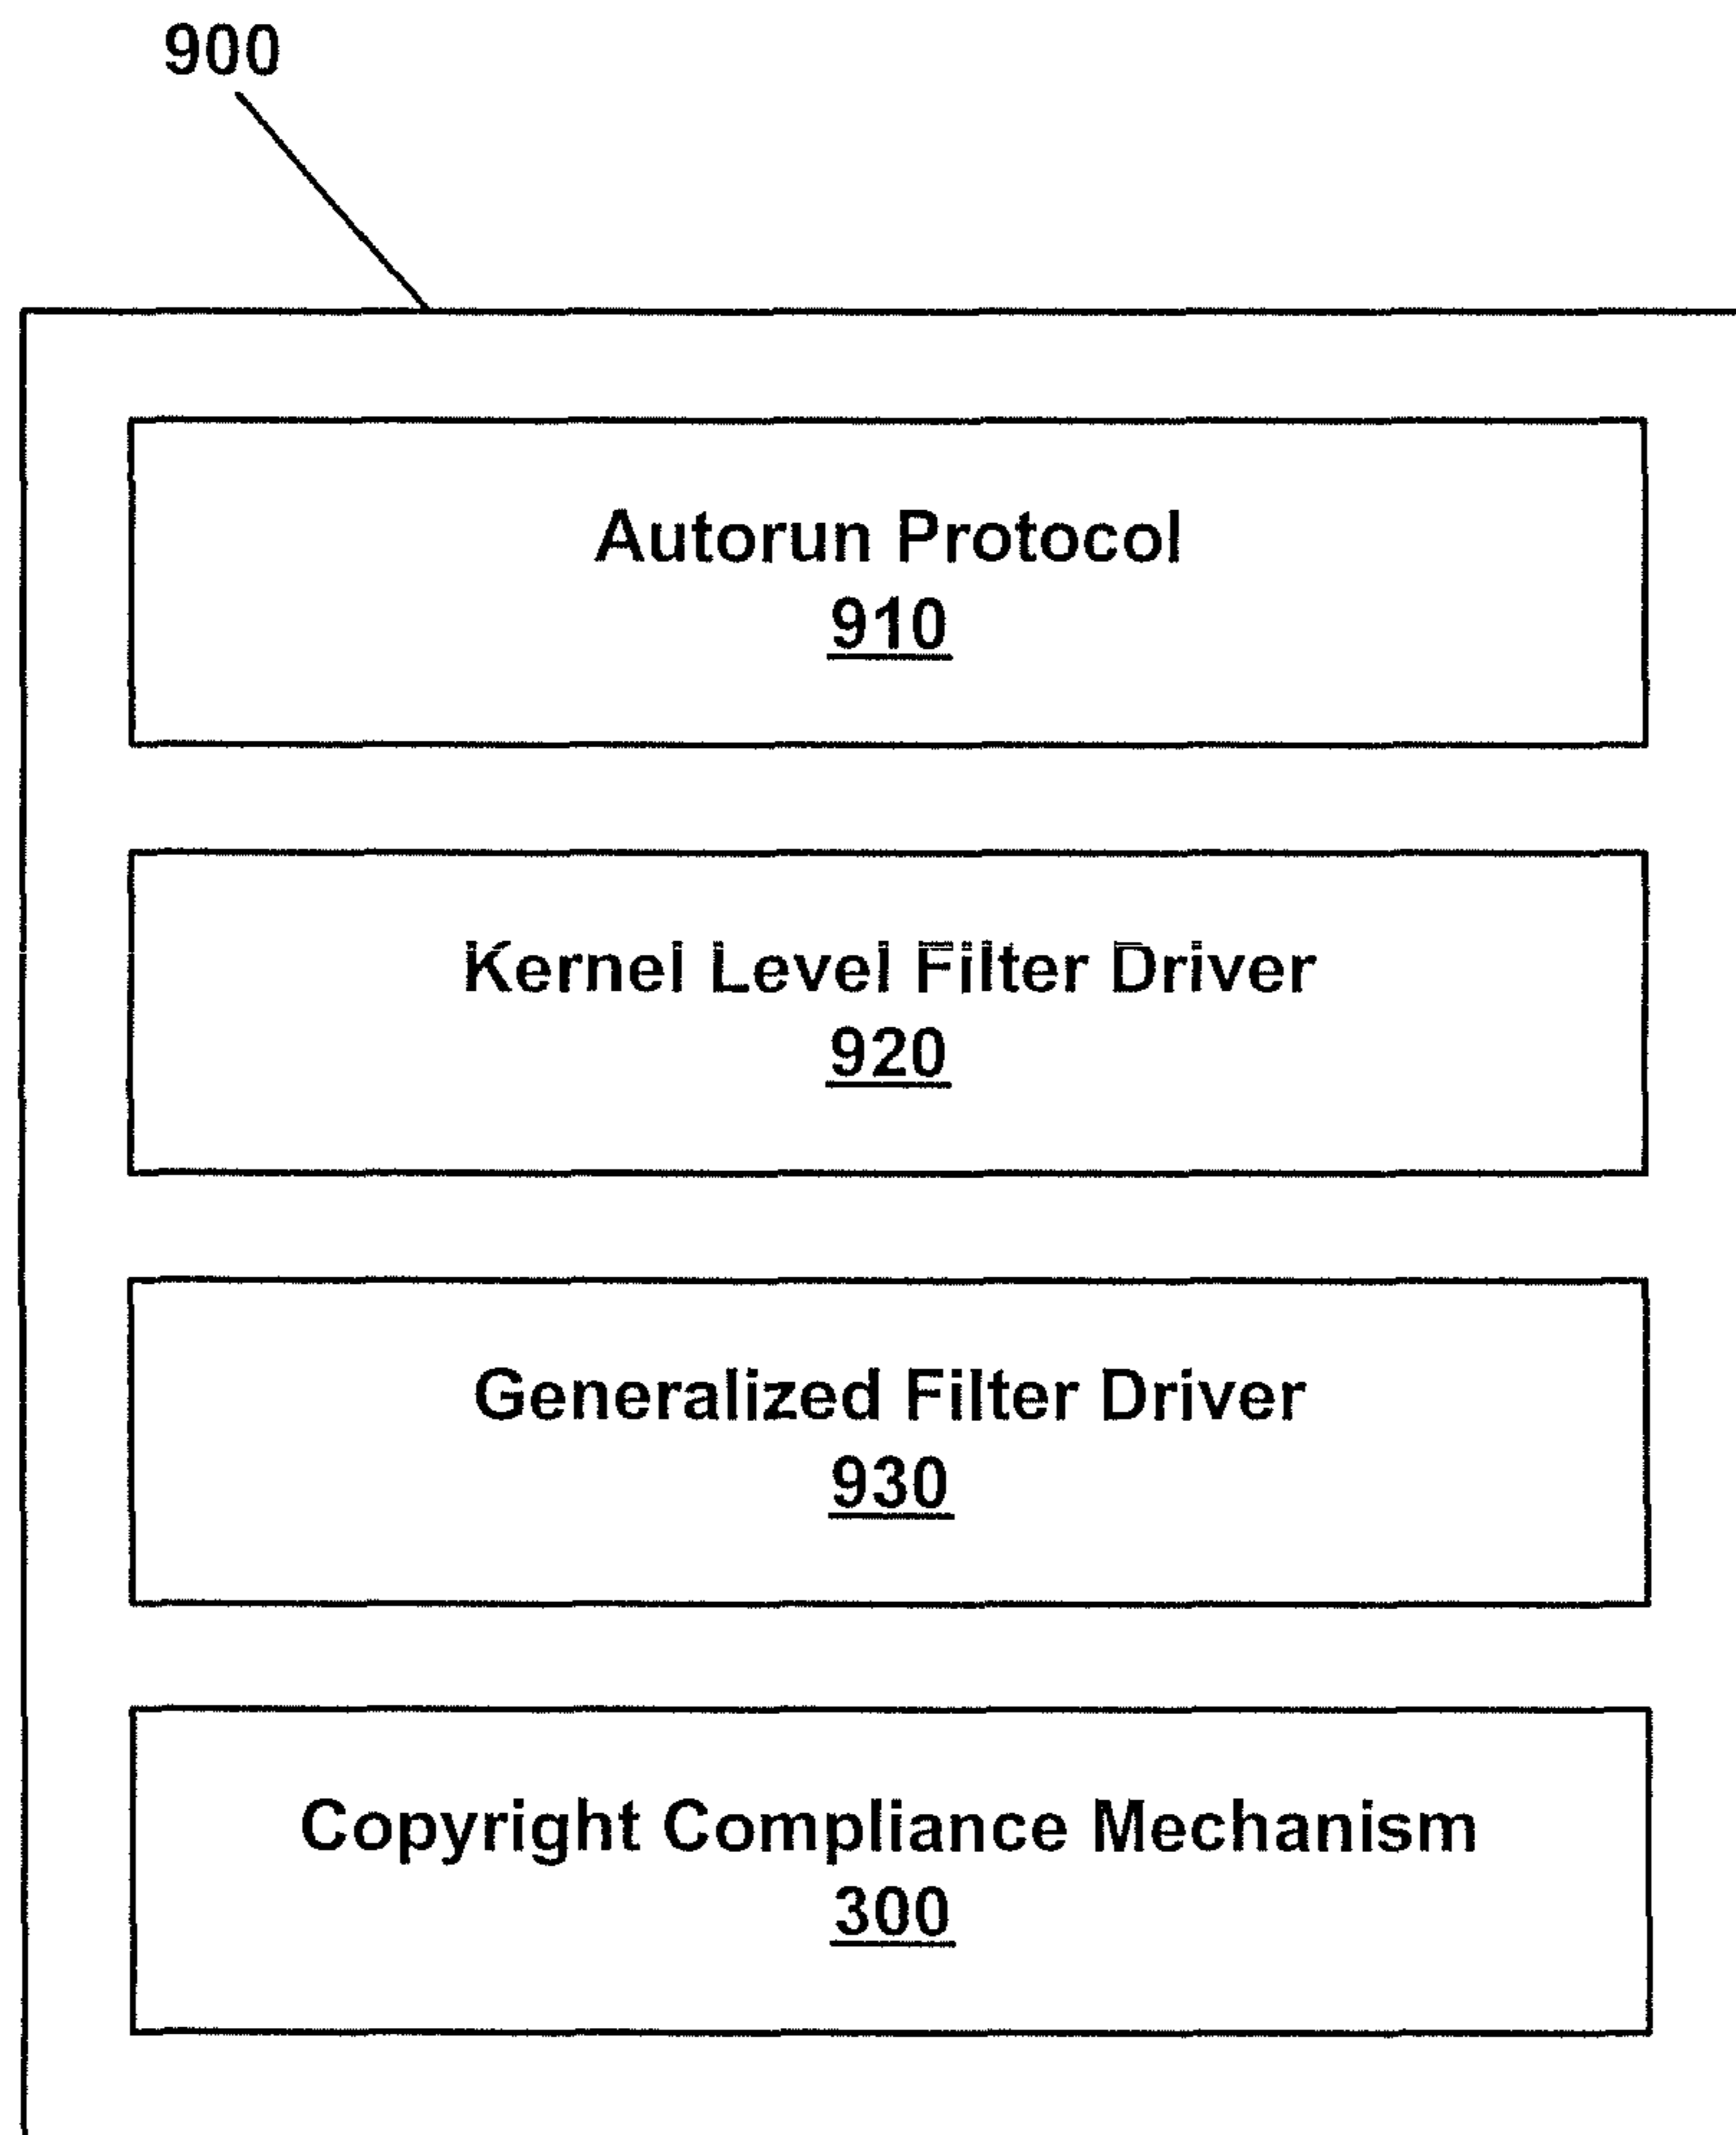 900
Autorun Protocol
910
Kernel Level Filter Driver
920
Generalized Filter Driver
930
Copyright Compliance Mechanism
300